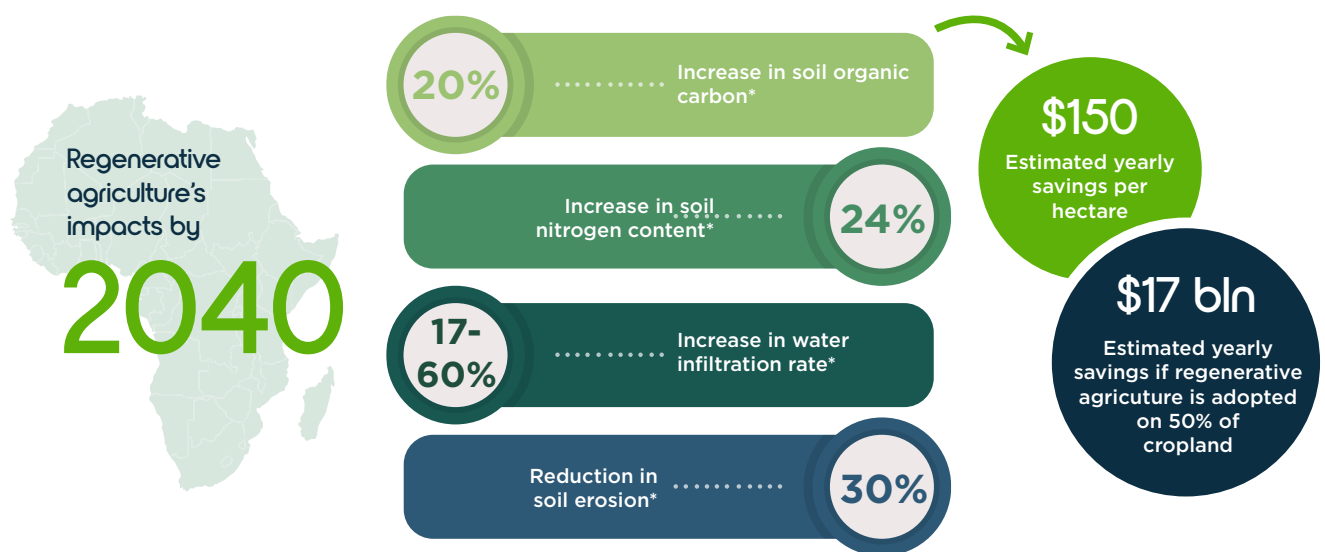 Regenerative
agriculture's
impacts by
2040
20%
Increase in soil organic
carbon*
Increase in soil
nitrogen content*
24%
17-
60%
Increase in water
infiltration rate*
Reduction in
soil erosion*
30%
$150
Estimated yearly
savings per
hectare
$17 bln
Estimated yearly
savings if regenerative
agricuture is adopted
on 50% of
cropland